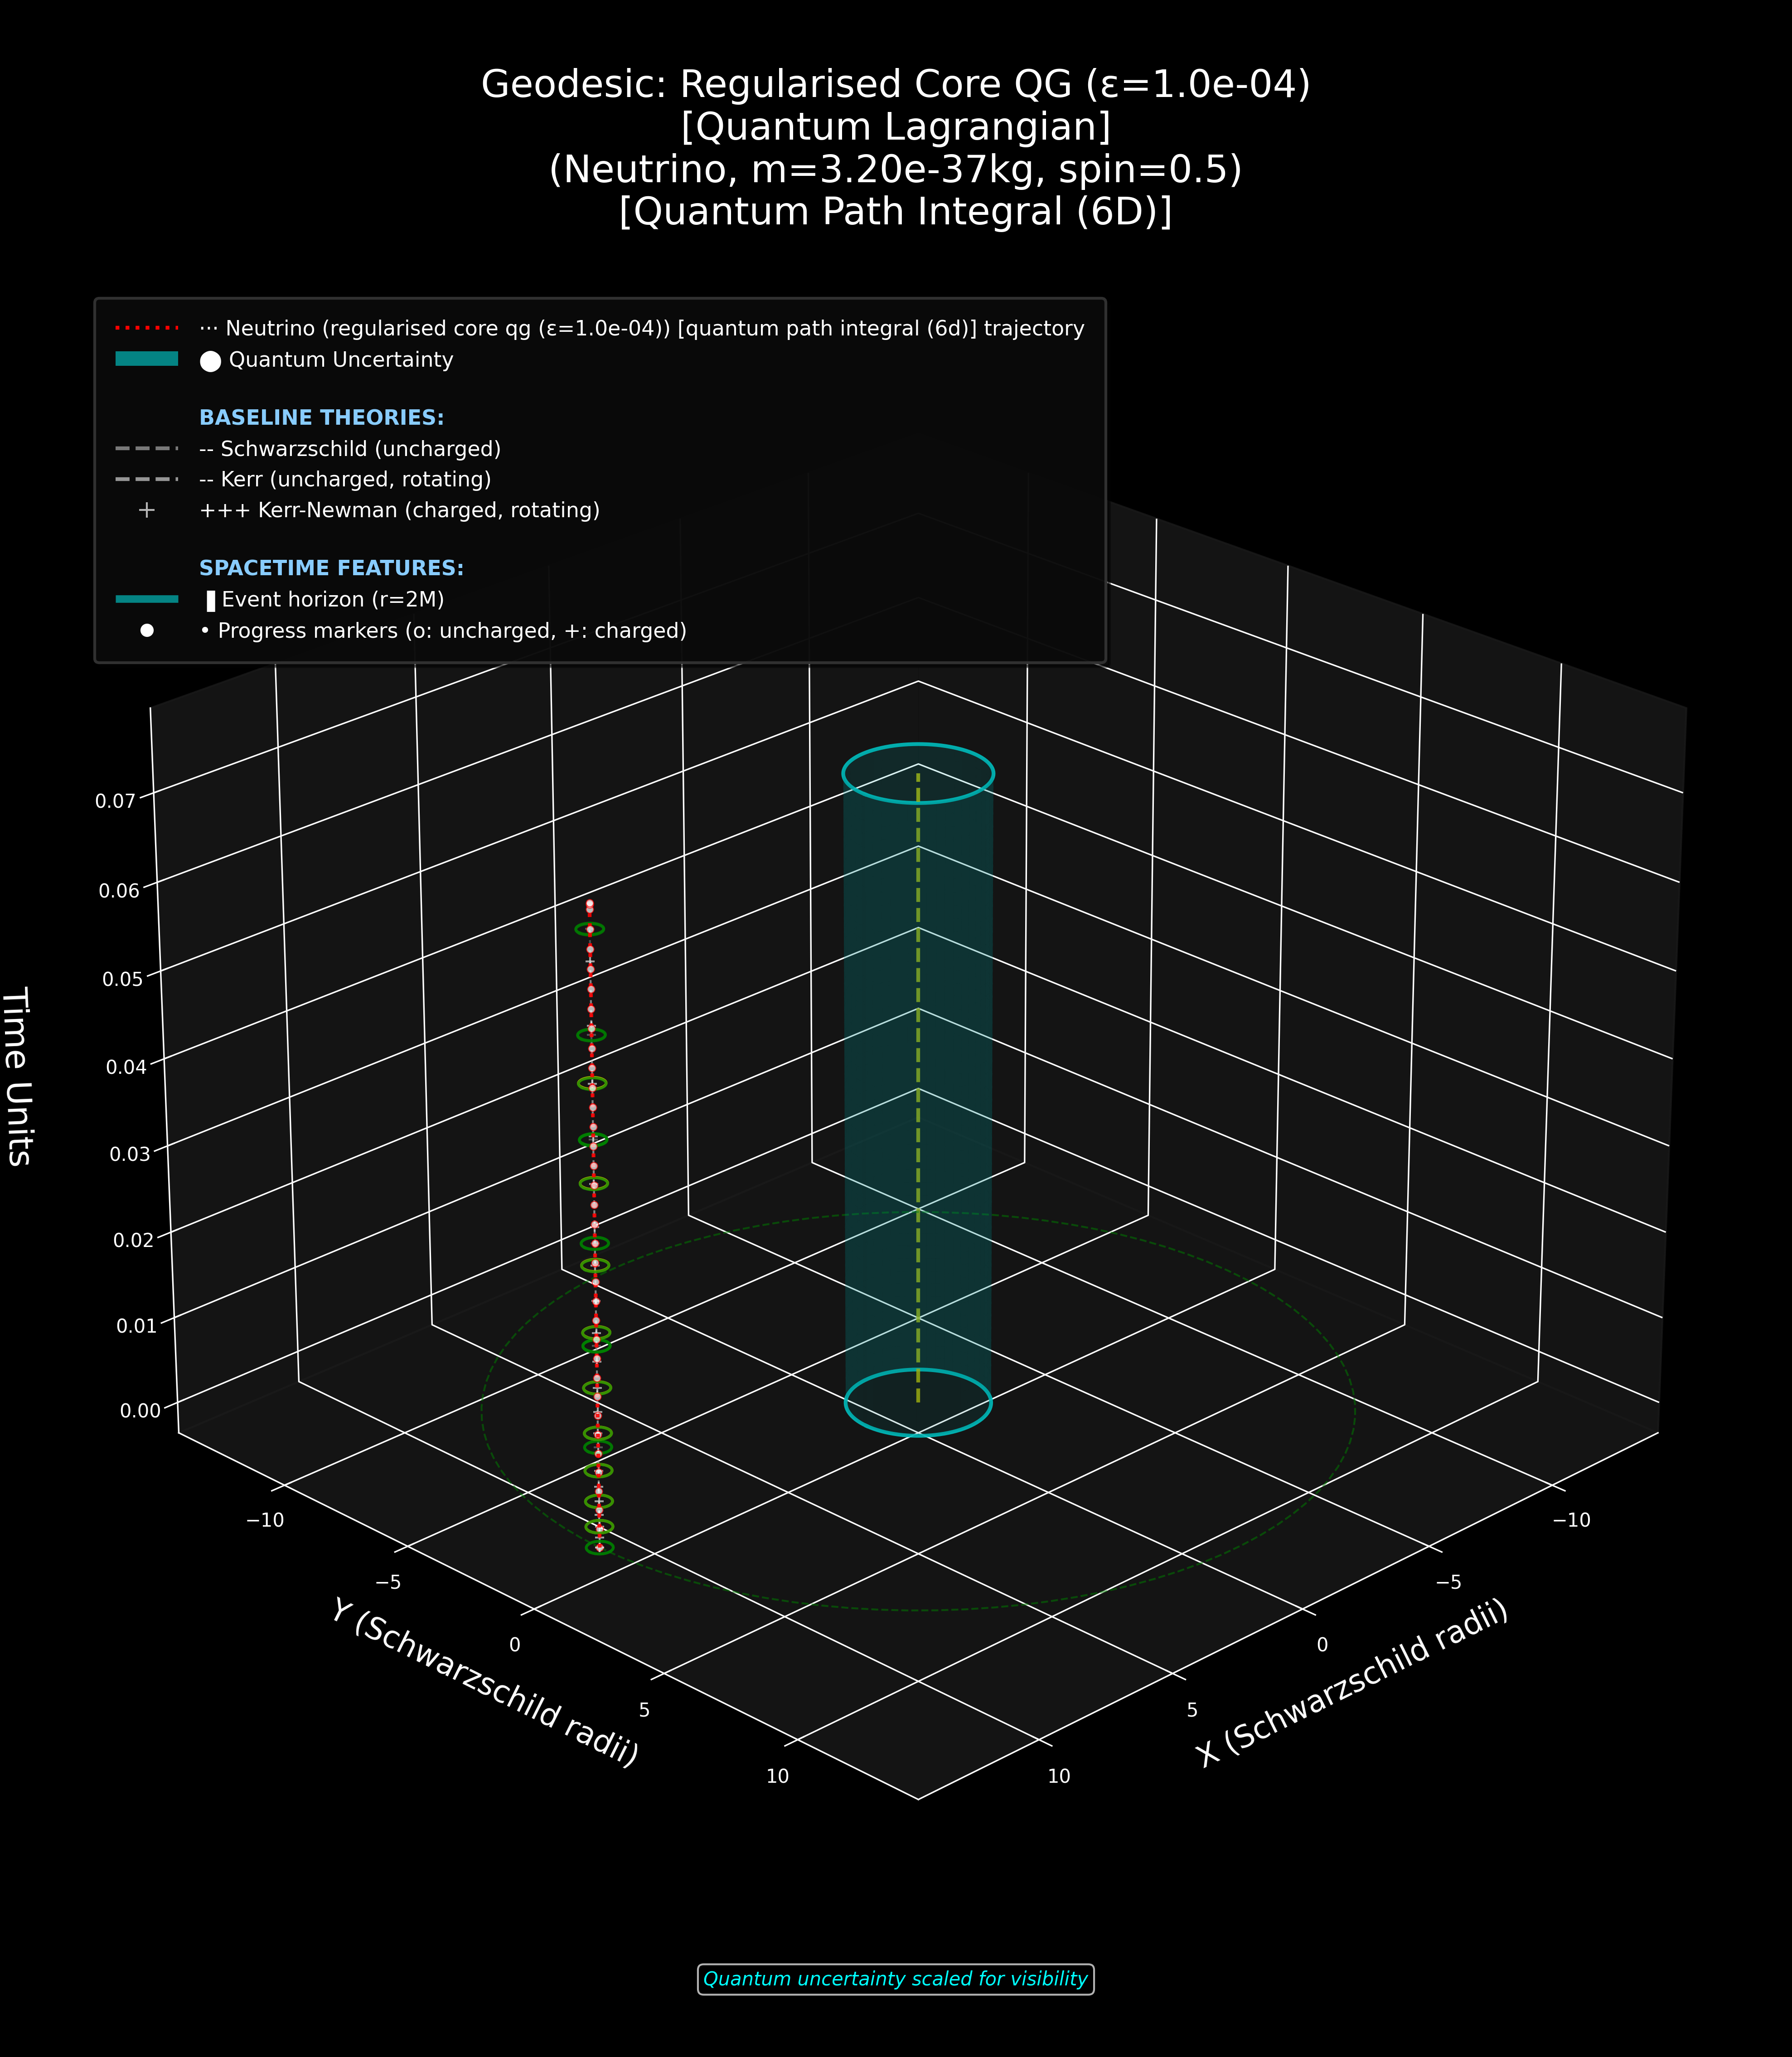 Geodesic: Regularised Core QG (ε=1.0e-04)
[Quantum Lagrangian]
(Neutrino, m=3.20e-37kg, spin=0.5)
[Quantum Path Integral (6D)]
··· Neutrino (regularised core qg (ε=1.0e-04)) [quantum path integral (6d)] trajectory
● Quantum Uncertainty
BASELINE THEORIES:
-- Schwarzschild (uncharged)
-- Kerr (uncharged, rotating)
+++ Kerr-Newman (charged, rotating)
SPACETIME FEATURES:
▐ Event horizon (r=2M)
• Progress markers (o: uncharged, +: charged)
0.07
0.06
0.05
0.04
0.03
0.02
0.01
0.00
Time Units
−10
−5
0
5
10
Y (Schwarzschild radii)
−10
−5
0
5
10
X (Schwarzschild radii)
Quantum uncertainty scaled for visibility